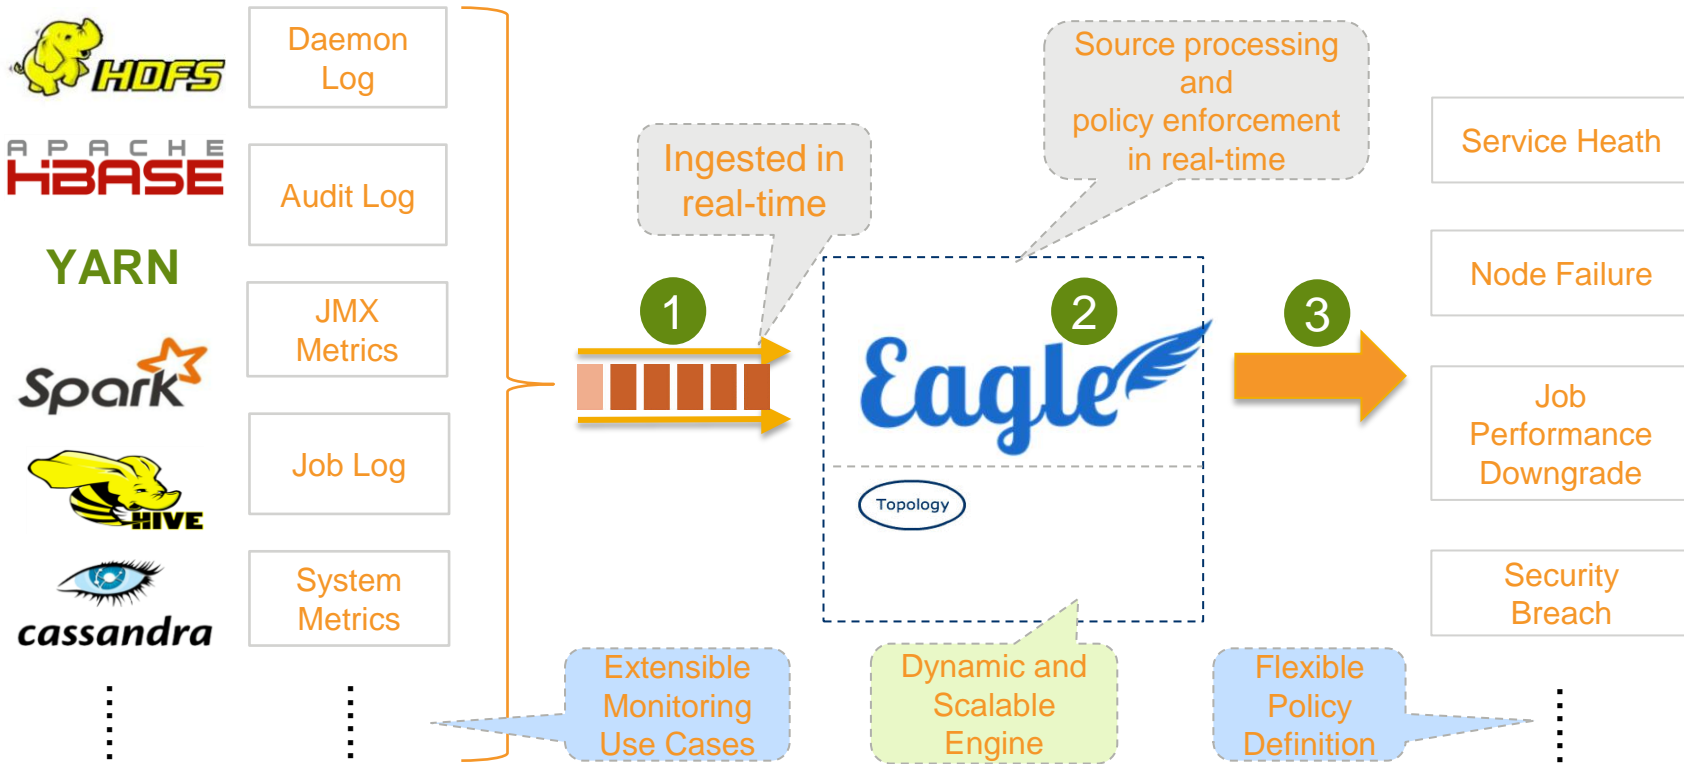 HDFS
APACHE
HBASE
YARN
Spark
HIVE
cassandra
Daemon
Log
Audit Log
JMX
Metrics
Job Log
System
Metrics
Extensible
Monitoring
Use Cases
Ingested in
real-time
1
Source processing
and
policy enforcement
in real-time
2
Eagle
Topology
Dynamic and
Scalable
Engine
3
Flexible
Policy
Definition
Service Heath
Node Failure
Job
Performance
Downgrade
Security
Breach